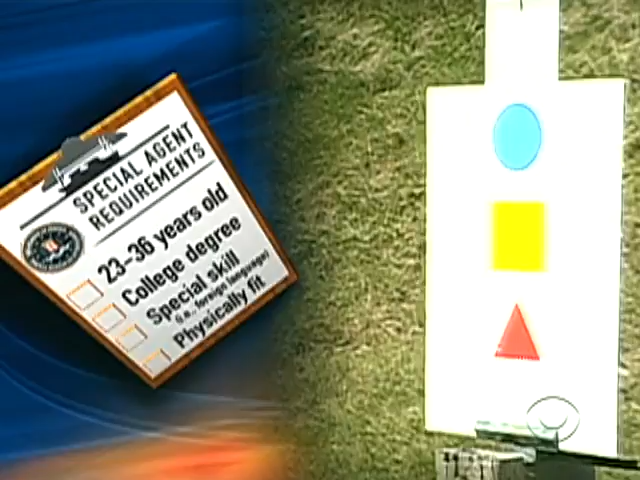 SPECIAL AGENT
REQUIREMENTS
23-36 years old
College degree
Special skill
(i.e., foreign language)
Physically fit